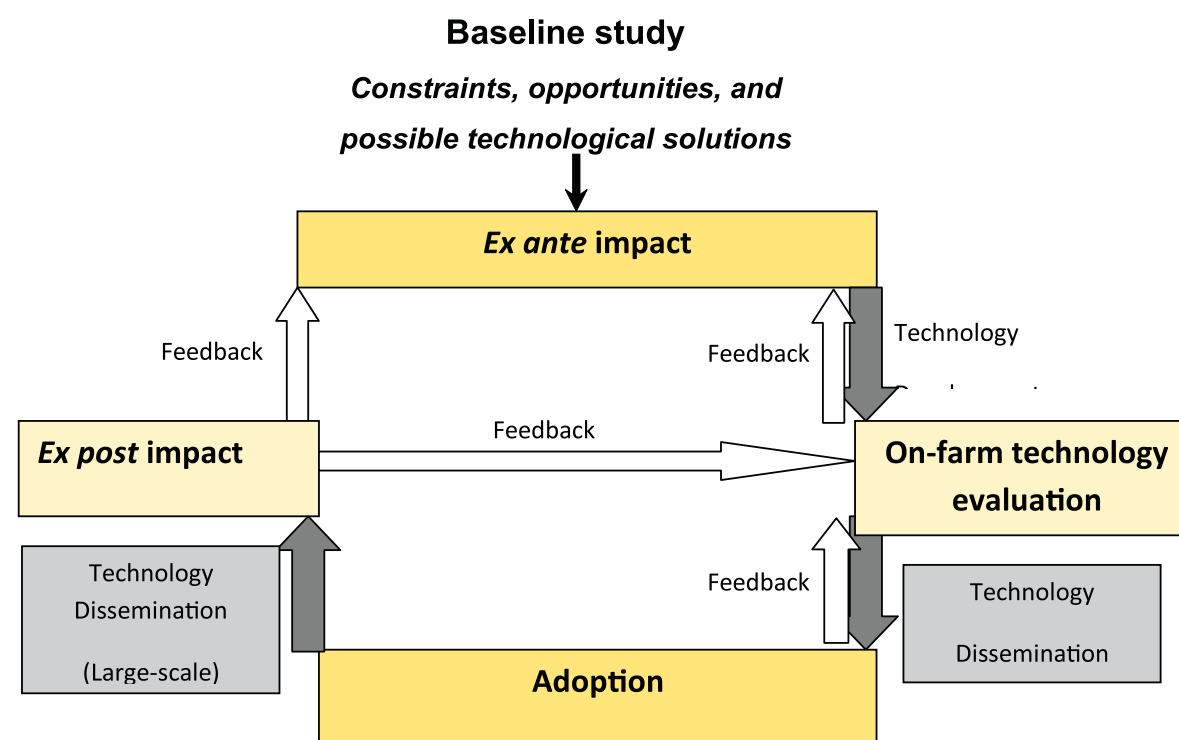 Baseline study
Constraints, opportunities, and
possible technological solutions
Ex ante impact
Feedback
Feedback
Technology
Feedback
Ex post impact
On-farm technology
evaluation
Technology
Dissemination
(Large-scale)
Feedback
Technology
Dissemination
Adoption